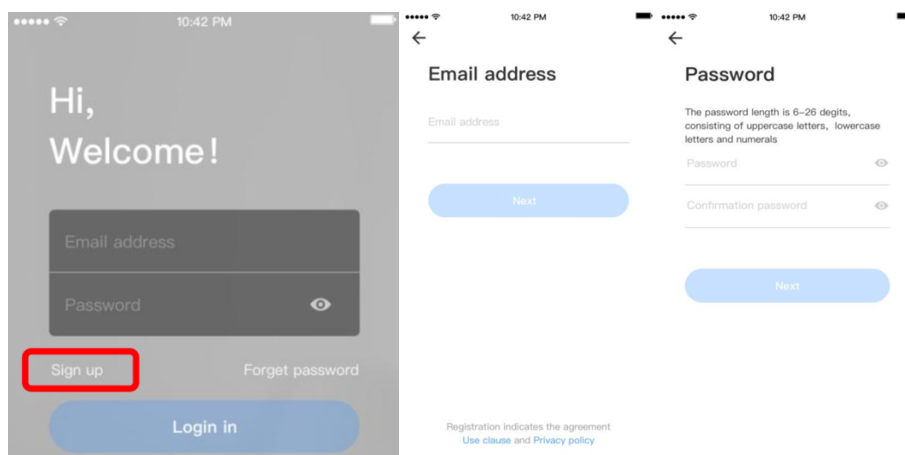 10:42 PM
Hi,
Welcome!
Email address
Password
Sign up
Forget password
Login in
10:42 PM
Email address
Email address
Next
Registration indicates the agreement
Use clause and Privacy policy
10:42 PM
Password
The password length is 6–26 degits,
consisting of uppercase letters, lowercase
letters and numerals
Password
Confirmation password
Next